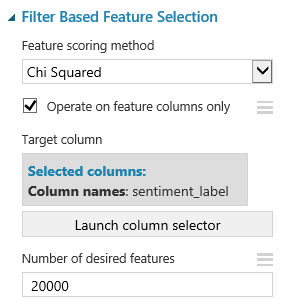 Filter Based Feature Selection
Feature scoring method
Chi Squared
Operate on feature columns only
Target column
Selected columns:
Column names: sentiment_label
Launch column selector
Number of desired features
20000